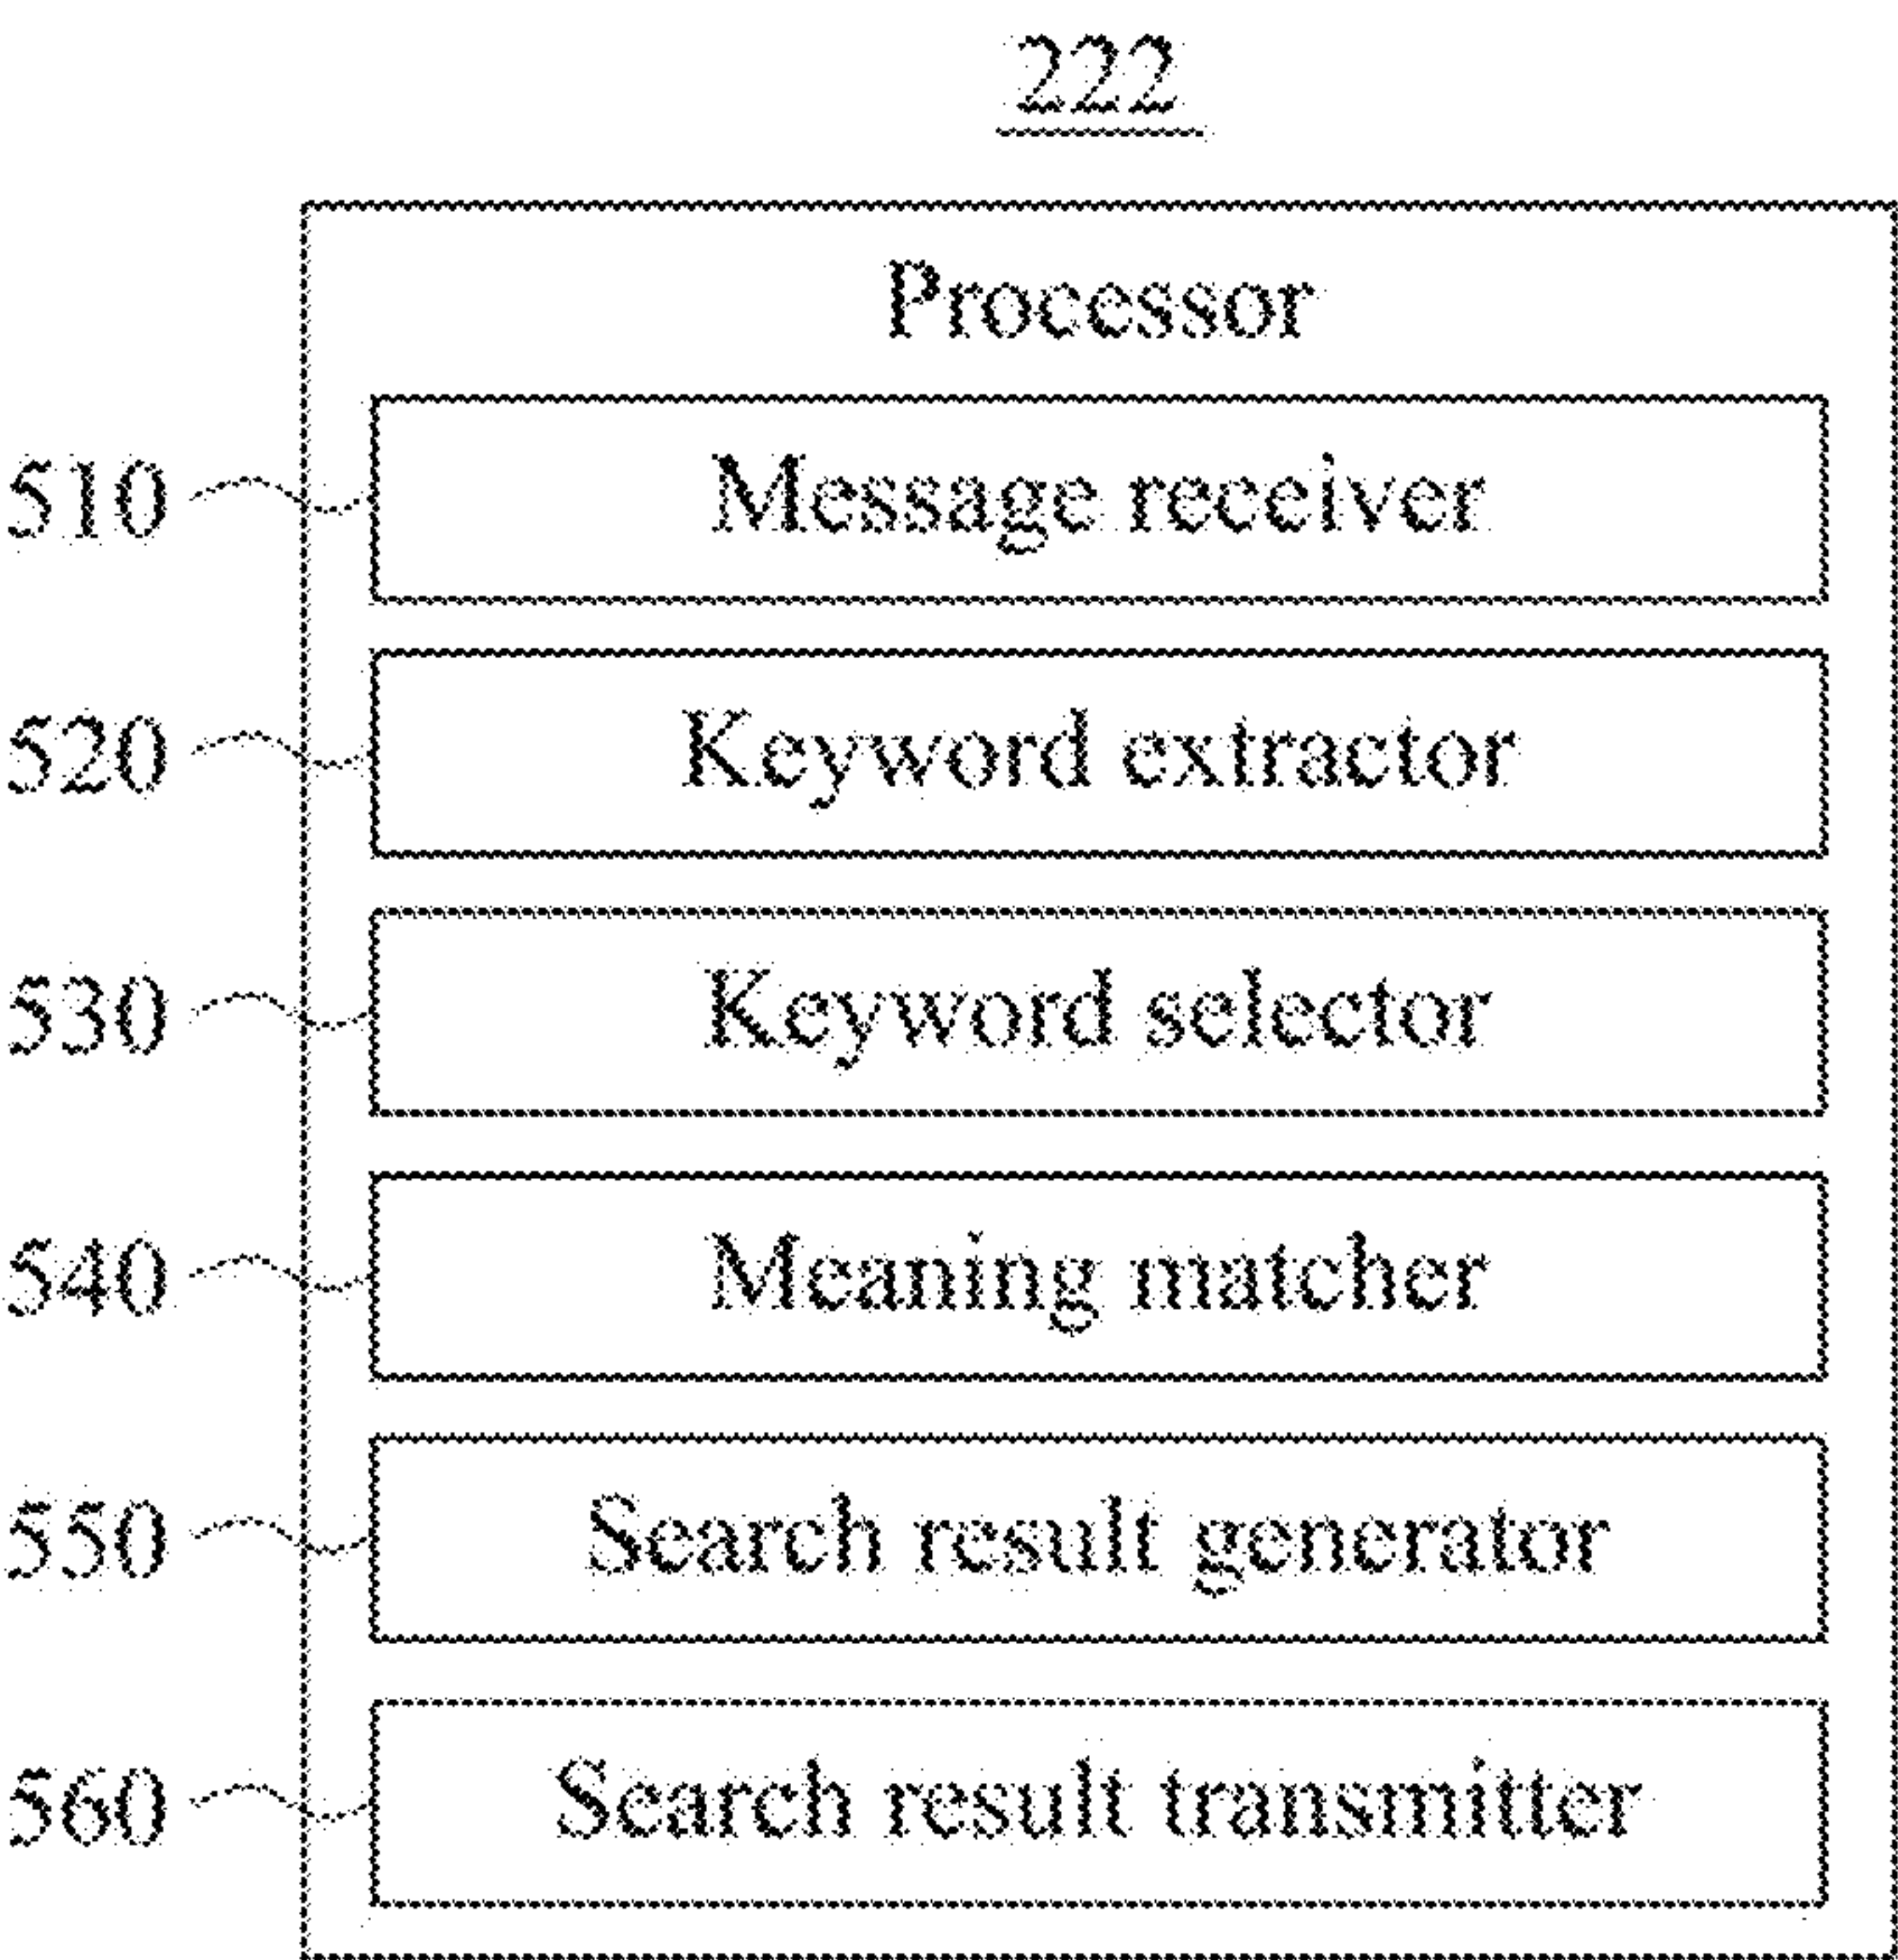 222
Processor
510 Message receiver
520 Keyword extractor
530 Keyword selector
540 Meaning matcher
550 Search result generator
560 Search result transmitter